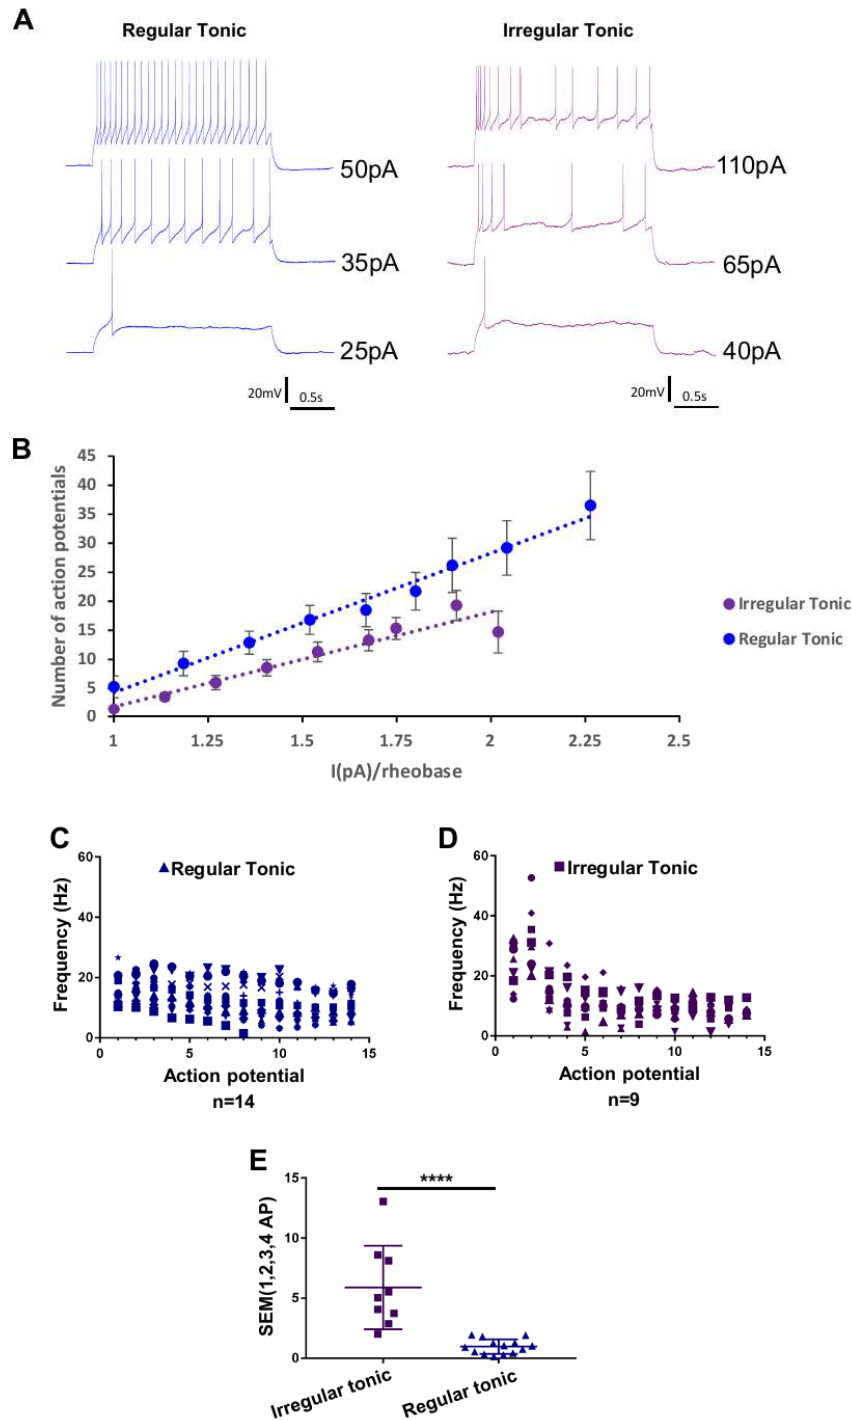 A
Regular Tonic
Irregular Tonic
50pA
110pA
35pA
65pA
25pA
40pA
20mV
0.5s
20mV
0.5s
B
Number of action potentials
45
40
35
30
25
20
15
10
5
0
1
1.25
1.5
1.75
2
2.25
2.5
I(pA)/rheobase
Irregular Tonic
Regular Tonic
C
Regular Tonic
Frequency (Hz)
60
40
20
0
0
5
10
15
Action potential
n=14
D
Irregular Tonic
Frequency (Hz)
60
40
20
0
0
5
10
15
Action potential
n=9
E
****
SEM(1,2,3,4 AP)
15
10
5
0
Irregular tonic
Regular tonic